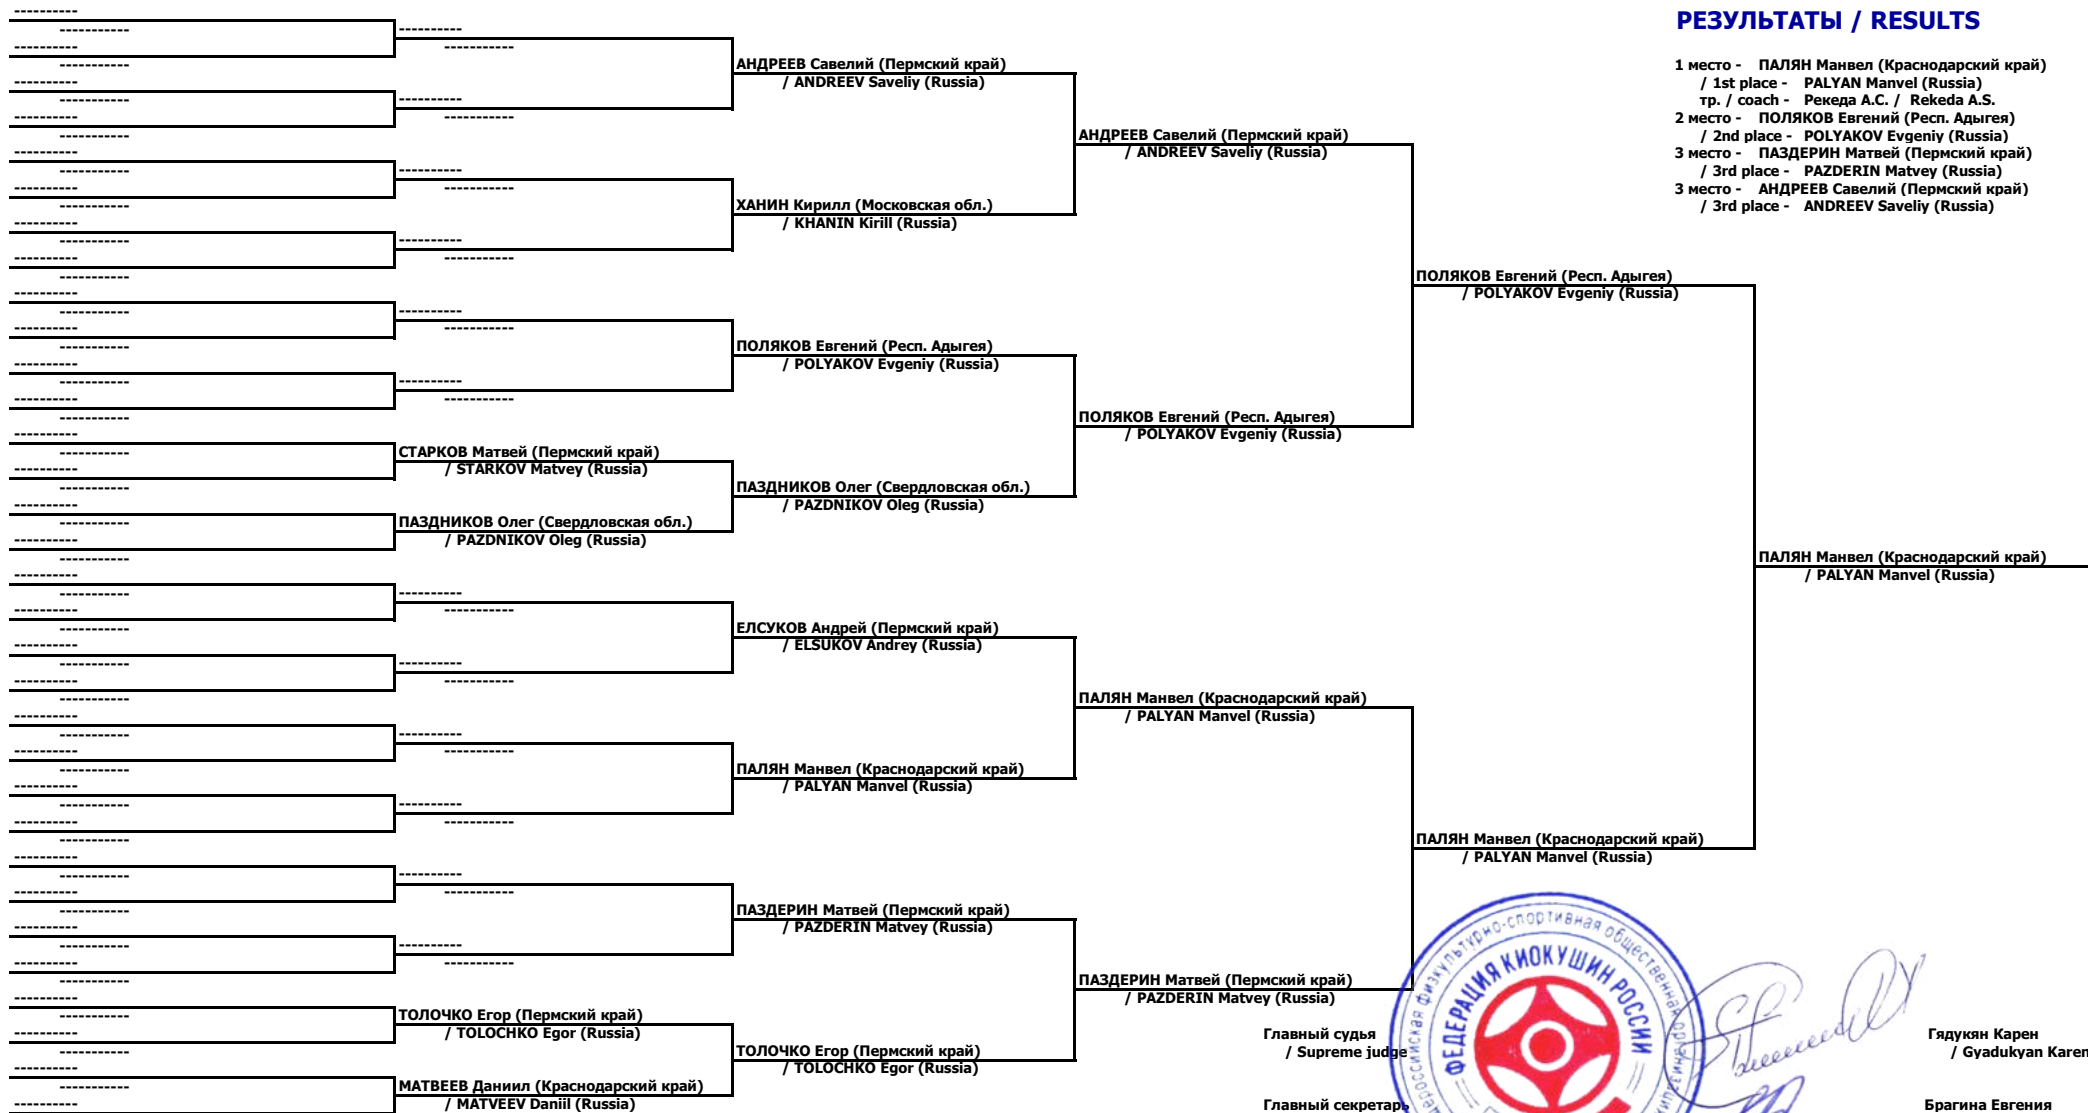 РЕЗУЛЬТАТЫ / RESULTS
1 место - ПАЛЯН Манвел (Краснодарский край)
/ 1st place - PALYAN Manvel (Russia)
тр. / coach - Рекеда А.С. / Rekeda A.S.
2 место - ПОЛЯКОВ Евгений (Респ. Адыгея)
/ 2nd place - POLYAKOV Evgeniy (Russia)
3 место - ПАЗДЕРИН Матвей (Пермский край)
/ 3rd place - PAZDERIN Matvey (Russia)
3 место - АНДРЕЕВ Савелий (Пермский край)
/ 3rd place - ANDREEV Saveliy (Russia)
СТАРКОВ Матвей (Пермский край)
/ STARKOV Matvey (Russia)
ПАЗДНИКОВ Олег (Свердловская обл.)
/ PAZDNIKOV Oleg (Russia)
ТОЛОЧКО Егор (Пермский край)
/ TOLOCHKO Egor (Russia)
МАТВЕЕВ Даниил (Краснодарский край)
/ MATVEEV Daniil (Russia)
АНДРЕЕВ Савелий (Пермский край)
/ ANDREEV Saveliy (Russia)
ХАНИН Кирилл (Московская обл.)
/ KHANIN Kirill (Russia)
ПОЛЯКОВ Евгений (Респ. Адыгея)
/ POLYAKOV Evgeniy (Russia)
ПАЗДНИКОВ Олег (Свердловская обл.)
/ PAZDNIKOV Oleg (Russia)
ЕЛСУКОВ Андрей (Пермский край)
/ ELSUKOV Andrey (Russia)
ПАЛЯН Манвел (Краснодарский край)
/ PALYAN Manvel (Russia)
ПАЗДЕРИН Матвей (Пермский край)
/ PAZDERIN Matvey (Russia)
ТОЛОЧКО Егор (Пермский край)
/ TOLOCHKO Egor (Russia)
АНДРЕЕВ Савелий (Пермский край)
/ ANDREEV Saveliy (Russia)
ПОЛЯКОВ Евгений (Респ. Адыгея)
/ POLYAKOV Evgeniy (Russia)
ПАЛЯН Манвел (Краснодарский край)
/ PALYAN Manvel (Russia)
ПАЗДЕРИН Матвей (Пермский край)
/ PAZDERIN Matvey (Russia)
ПОЛЯКОВ Евгений (Респ. Адыгея)
/ POLYAKOV Evgeniy (Russia)
ПАЛЯН Манвел (Краснодарский край)
/ PALYAN Manvel (Russia)
ПАЛЯН Манвел (Краснодарский край)
/ PALYAN Manvel (Russia)
физкультурно-спортивная общественная
ФЕДЕРАЦИЯ КИОКУШИН РОССИИ
Главный судья
/ Supreme judge
Гядукян Карен
/ Gyadukyan Karen
Главный секретарь
Брагина Евгения